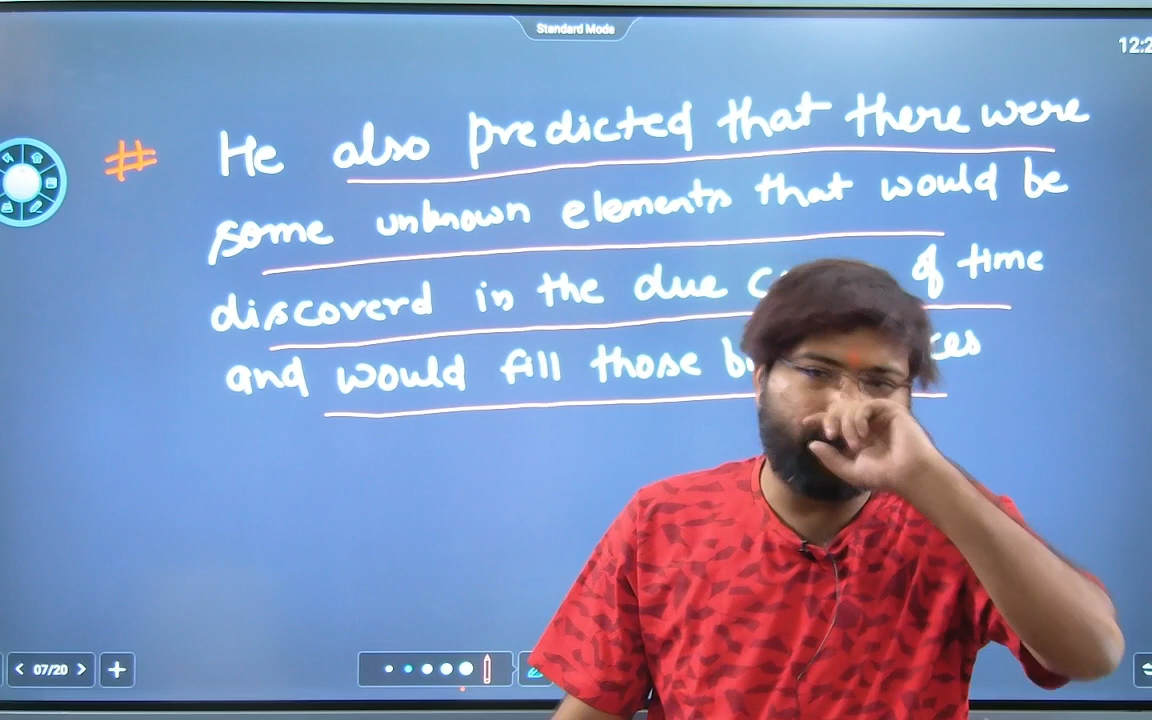 Standard Mode
12:2
# He also predicted that there were
some unknown elements that would be
discoverd in the due of time
and would fill those
07/20